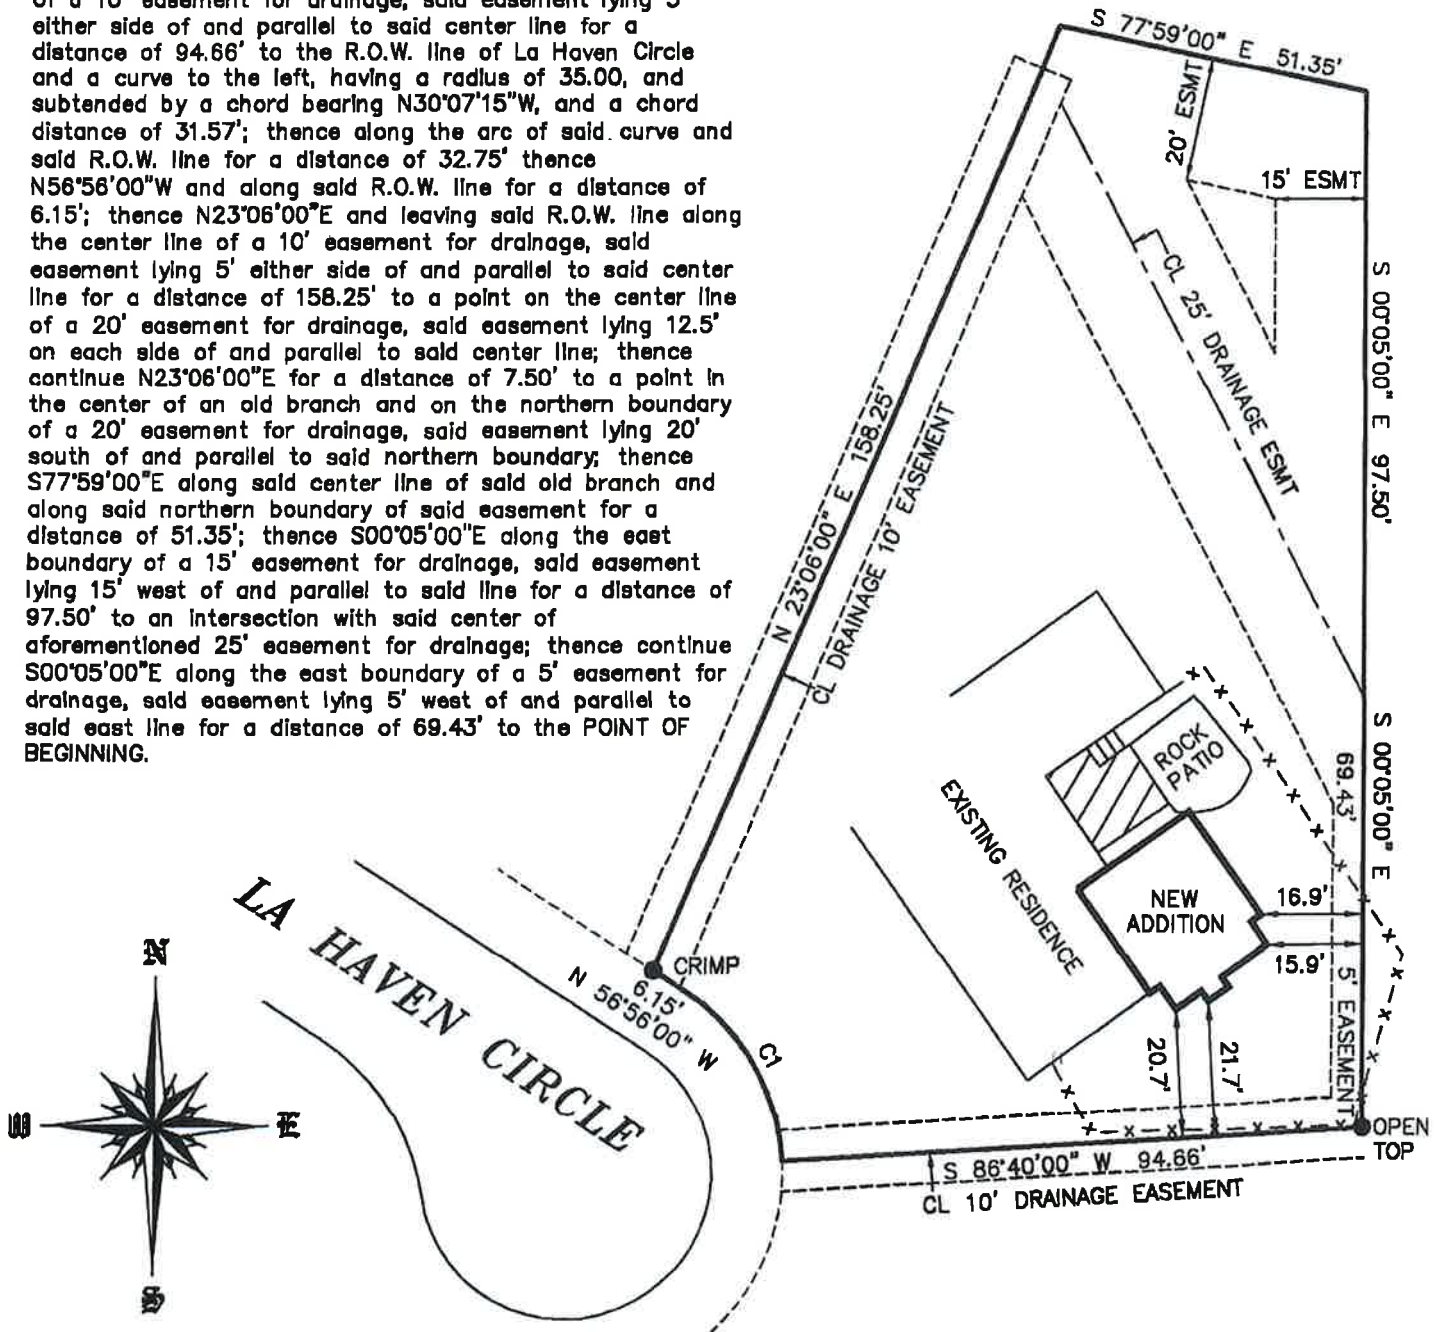 of a 10' easement for drainage, said easement lying 5'
either side of and parallel to said center line for a
distance of 94.66' to the R.O.W. line of La Haven Circle
and a curve to the left, having a radius of 35.00, and
subtended by a chord bearing N30°07'15"W, and a chord
distance of 31.57'; thence along the arc of said curve and
said R.O.W. line for a distance of 32.75' thence
N56°56'00"W and along said R.O.W. line for a distance of
6.15'; thence N23°06'00"E and leaving said R.O.W. line along
the center line of a 10' easement for drainage, said
easement lying 5' either side of and parallel to said center
line for a distance of 158.25' to a point on the center line
of a 20' easement for drainage, said easement lying 12.5'
on each side of and parallel to said center line; thence
continue N23°06'00"E for a distance of 7.50' to a point in
the center of an old branch and on the northern boundary
of a 20' easement for drainage, said easement lying 20'
south of and parallel to said northern boundary; thence
S77°59'00"E along said center line of said old branch and
along said northern boundary of said easement for a
distance of 51.35'; thence S00°05'00"E along the east
boundary of a 15' easement for drainage, said easement
lying 15' west of and parallel to said line for a distance of
97.50' to an intersection with said center of
aforementioned 25' easement for drainage; thence continue
S00°05'00"E along the east boundary of a 5' easement for
drainage, said easement lying 5' west of and parallel to
said east line for a distance of 69.43' to the POINT OF
BEGINNING.
S 77°59'00" E 51.35'
20' ESMT
15' ESMT
CL 25' DRAINAGE ESMT
S 00°05'00" E 97.50'
N 23°06'00" E 158.25'
CL DRAINAGE 10' EASEMENT
ROCK
PATIO
EXISTING RESIDENCE
NEW
ADDITION
69.43'
S 00°05'00" E
16.9'
15.9'
5' EASEMENT
20.7'
21.7'
CRIMP
6.15'
N 56°56'00" W
C1
LA HAVEN CIRCLE
OPEN
TOP
S 86°40'00" W 94.66'
CL 10' DRAINAGE EASEMENT
N
W
E
S